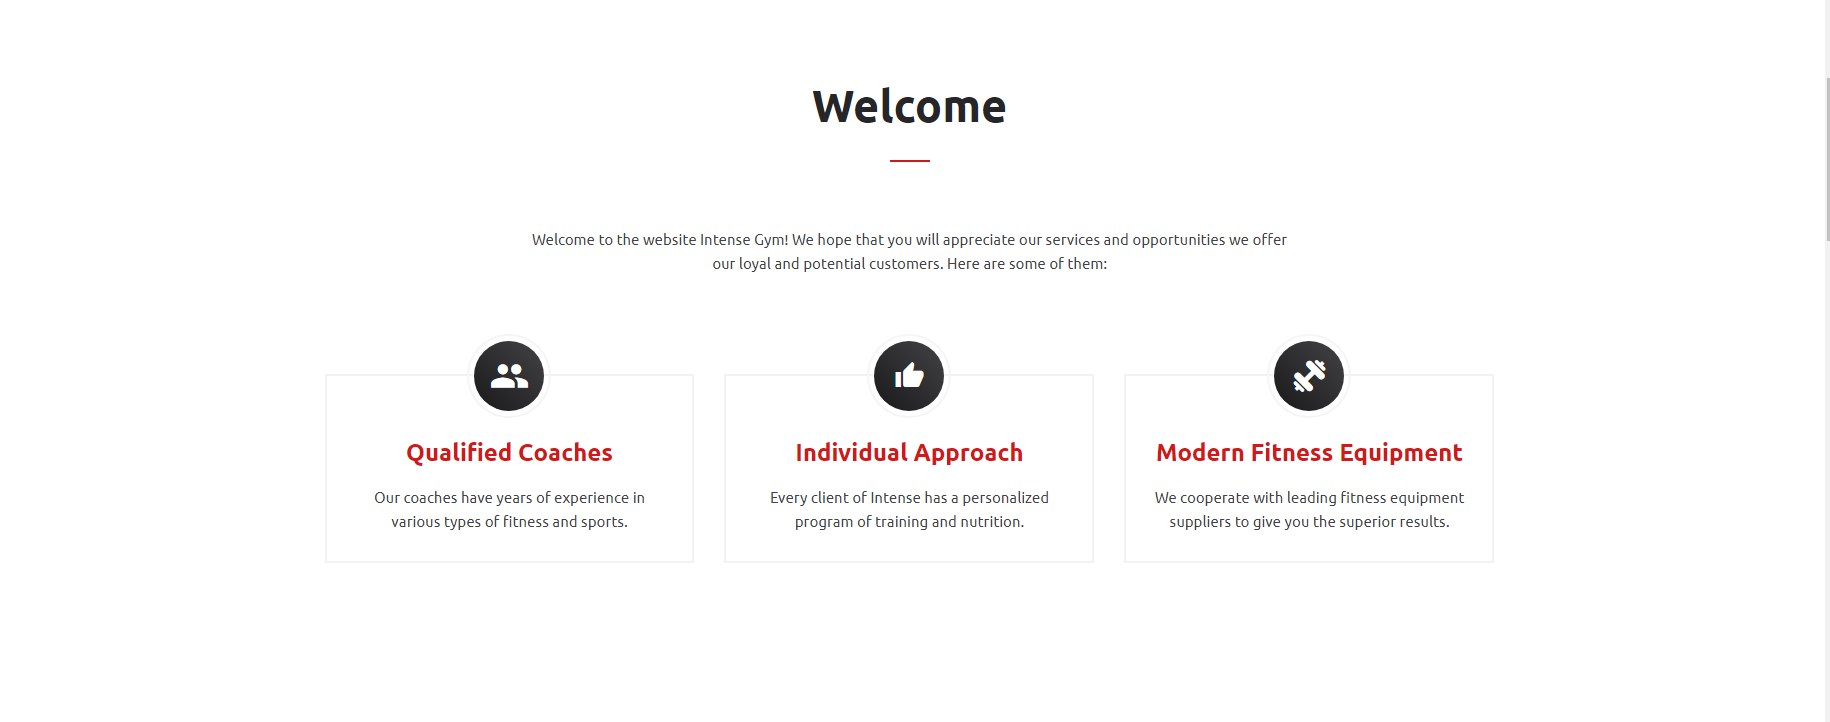 Welcome
Welcome to the website Intense Gym! We hope that you will appreciate our services and opportunities we offer
our loyal and potential customers. Here are some of them:
Qualified Coaches
Our coaches have years of experience in
various types of fitness and sports.
Individual Approach
Every client of Intense has a personalized
program of training and nutrition.
Modern Fitness Equipment
We cooperate with leading fitness equipment
suppliers to give you the superior results.